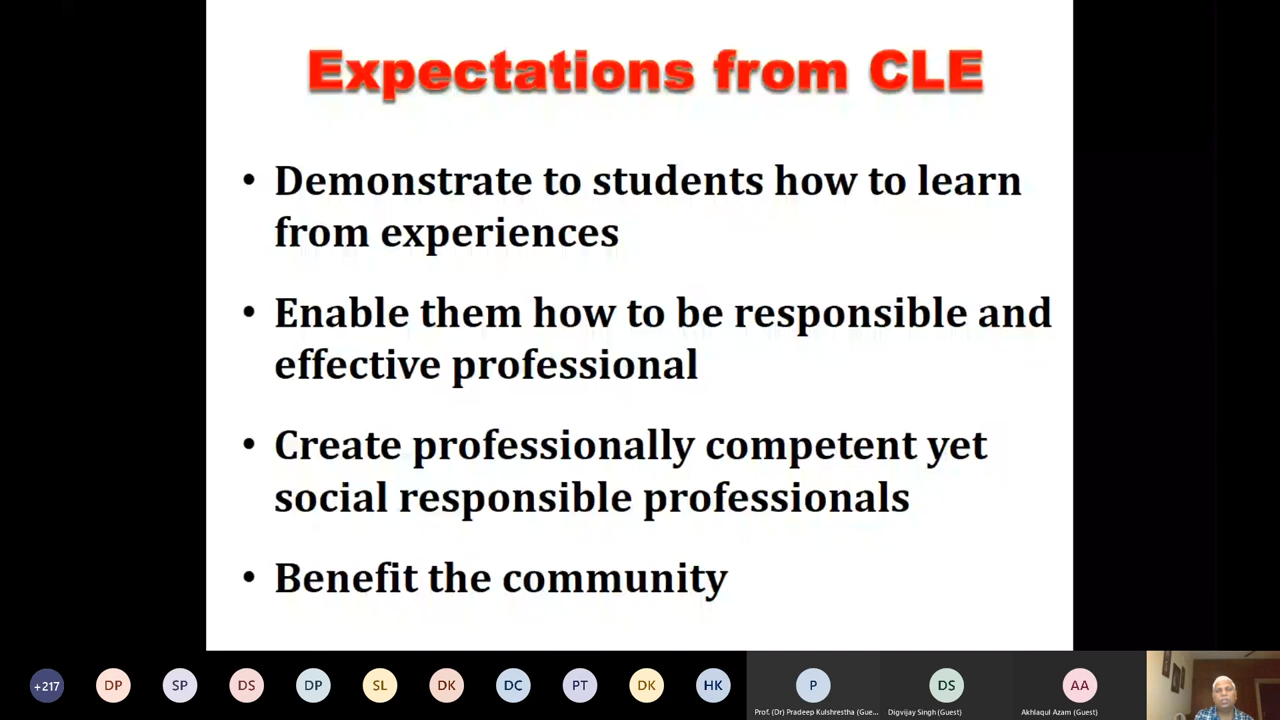 Expectations from CLE
• Demonstrate to students how to learn
from experiences
• Enable them how to be responsible and
effective professional
• Create professionally competent yet
social responsible professionals
• Benefit the community
+217
DP
SP
DS
DP
SL
DK
DC
PT
DK
HK
P
DS
AA
Prof. (Dr) Pradeep Kulshrestha (Gue...
Digvijay Singh (Guest)
Akhlaqul Azam (Guest)